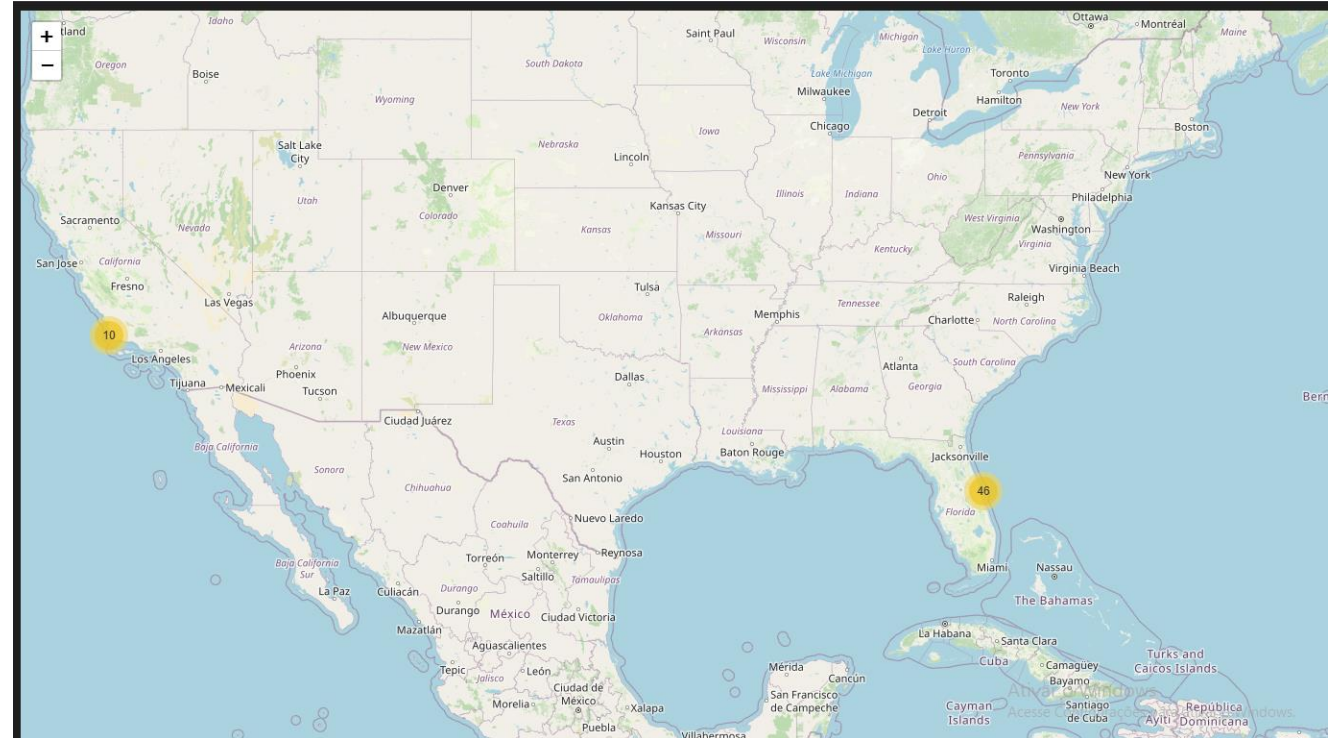 +
−
tland
Idaho
Oregon
Boise
Wyoming
South Dakota
Saint Paul
Wisconsin
Michigan
Lake Huron
Ottawa
Montréal
Maine
Lake Michigan
Toronto
Milwaukee
Hamilton
New York
Detroit
Chicago
Boston
Iowa
Salt Lake
City
Nebraska
Lincoln
Pennsylvania
New York
Ohio
Denver
Utah
Colorado
Illinois
Indiana
Philadelphia
Kansas City
Sacramento
Nevada
Kansas
Missouri
West Virginia
Washington
Virginia
Kentucky
San Jose
California
Fresno
Virginia Beach
Las Vegas
Tulsa
Raleigh
Albuquerque
Oklahoma
Memphis
Tennessee
Charlotte
North Carolina
10
Arkansas
Los Angeles
Arizona
New Mexico
Atlanta
South Carolina
Phoenix
Tijuana
Mexicali
Tucson
Dallas
Mississippi
Alabama
Georgia
Bern
Ciudad Juárez
Texas
Louisiana
Baja California
Austin
Houston
Baton Rouge
Jacksonville
Sonora
San Antonio
Chihuahua
46
Florida
Coahuila
Nuevo Laredo
Torreón
Monterrey
Reynosa
Baja California
Sur
Saltillo
Tamaulipas
Miami
Nassau
La Paz
Culiacán
Durango
The Bahamas
Durango
México
Ciudad Victoria
Mazatlán
La Habana
Santa Clara
Aguascalientes
Turks and
Caicos Islands
Tepic
Jalisco
León
Mérida
Cancún
Cuba
Camagüey
Bayamo
Ciudad de
México
San Francisco
de Campeche
Ativar o Windows
Morelia
Xalapa
Cayman
Islands
Santiago
de Cuba
Acesse Configurações para ativar o Windows.
Ayiti
República
Dominicana
Puebla
Villahermosa